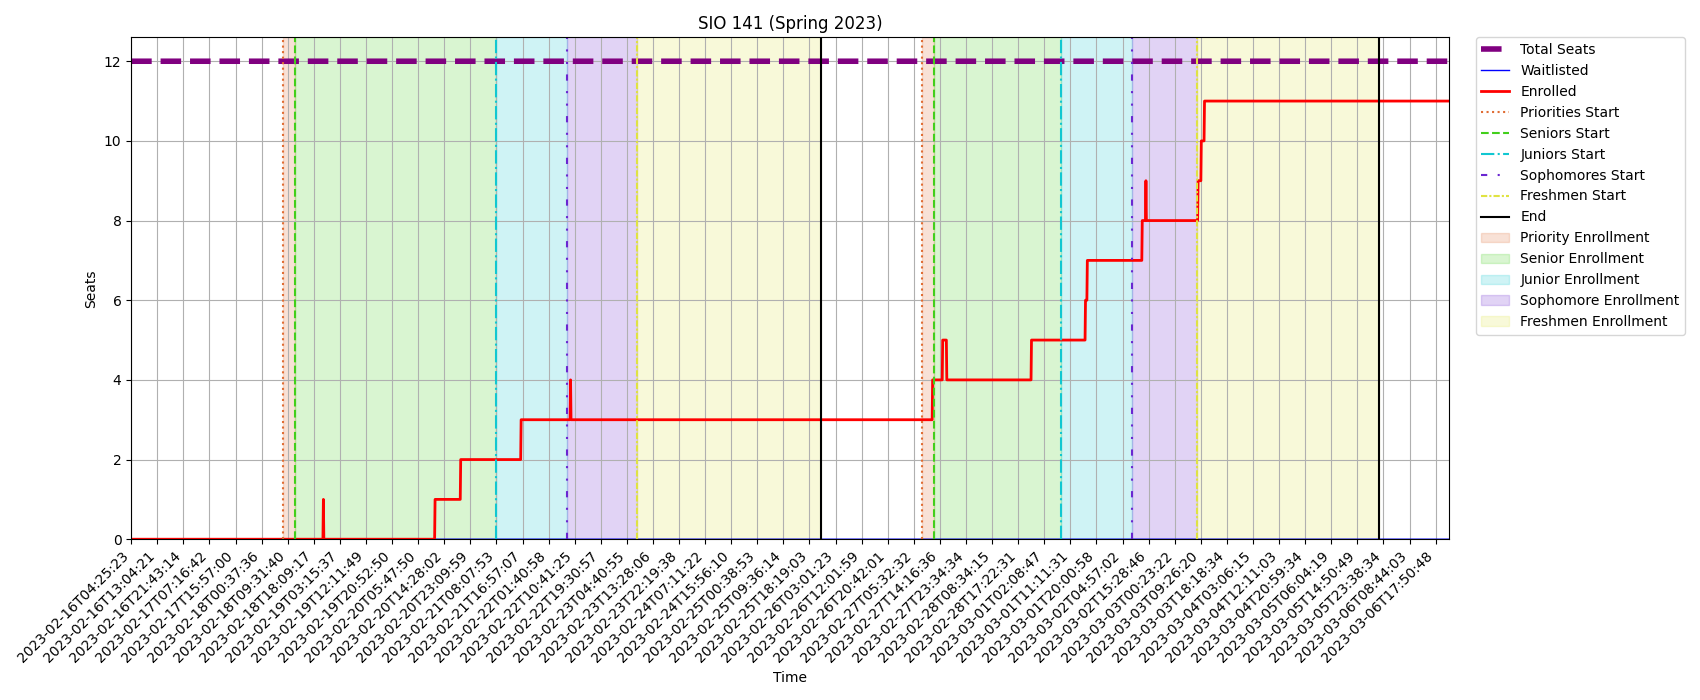 SIO 141 (Spring 2023)
Seats
12
10
8
6
4
2
0
2023-02-16T04:25:23
2023-02-16T13:04:21
2023-02-16T21:43:14
2023-02-17T07:16:42
2023-02-17T15:57:00
2023-02-18T00:37:36
2023-02-18T09:31:40
2023-02-18T18:09:17
2023-02-19T03:15:37
2023-02-19T12:11:49
2023-02-19T20:52:50
2023-02-20T05:47:50
2023-02-20T14:28:02
2023-02-20T23:09:59
2023-02-21T08:07:53
2023-02-21T16:57:07
2023-02-22T01:40:58
2023-02-22T10:41:25
2023-02-22T19:30:57
2023-02-23T04:40:55
2023-02-23T13:28:06
2023-02-23T22:19:38
2023-02-24T07:11:22
2023-02-24T15:56:10
2023-02-25T00:38:53
2023-02-25T09:36:14
2023-02-25T18:19:03
2023-02-26T03:01:23
2023-02-26T12:01:59
2023-02-26T20:42:01
2023-02-27T05:32:32
2023-02-27T14:16:36
2023-02-27T23:34:34
2023-02-28T08:34:15
2023-02-28T17:22:31
2023-03-01T02:08:47
2023-03-01T11:11:31
2023-03-01T20:00:58
2023-03-02T04:57:02
2023-03-02T15:28:46
2023-03-03T00:23:22
2023-03-03T09:26:20
2023-03-03T18:18:34
2023-03-04T03:06:15
2023-03-04T12:11:03
2023-03-04T20:59:34
2023-03-05T06:04:19
2023-03-05T14:50:49
2023-03-05T23:38:34
2023-03-06T08:44:03
2023-03-06T17:50:48
Time
Total Seats
Waitlisted
Enrolled
Priorities Start
Seniors Start
Juniors Start
Sophomores Start
Freshmen Start
End
Priority Enrollment
Senior Enrollment
Junior Enrollment
Sophomore Enrollment
Freshmen Enrollment